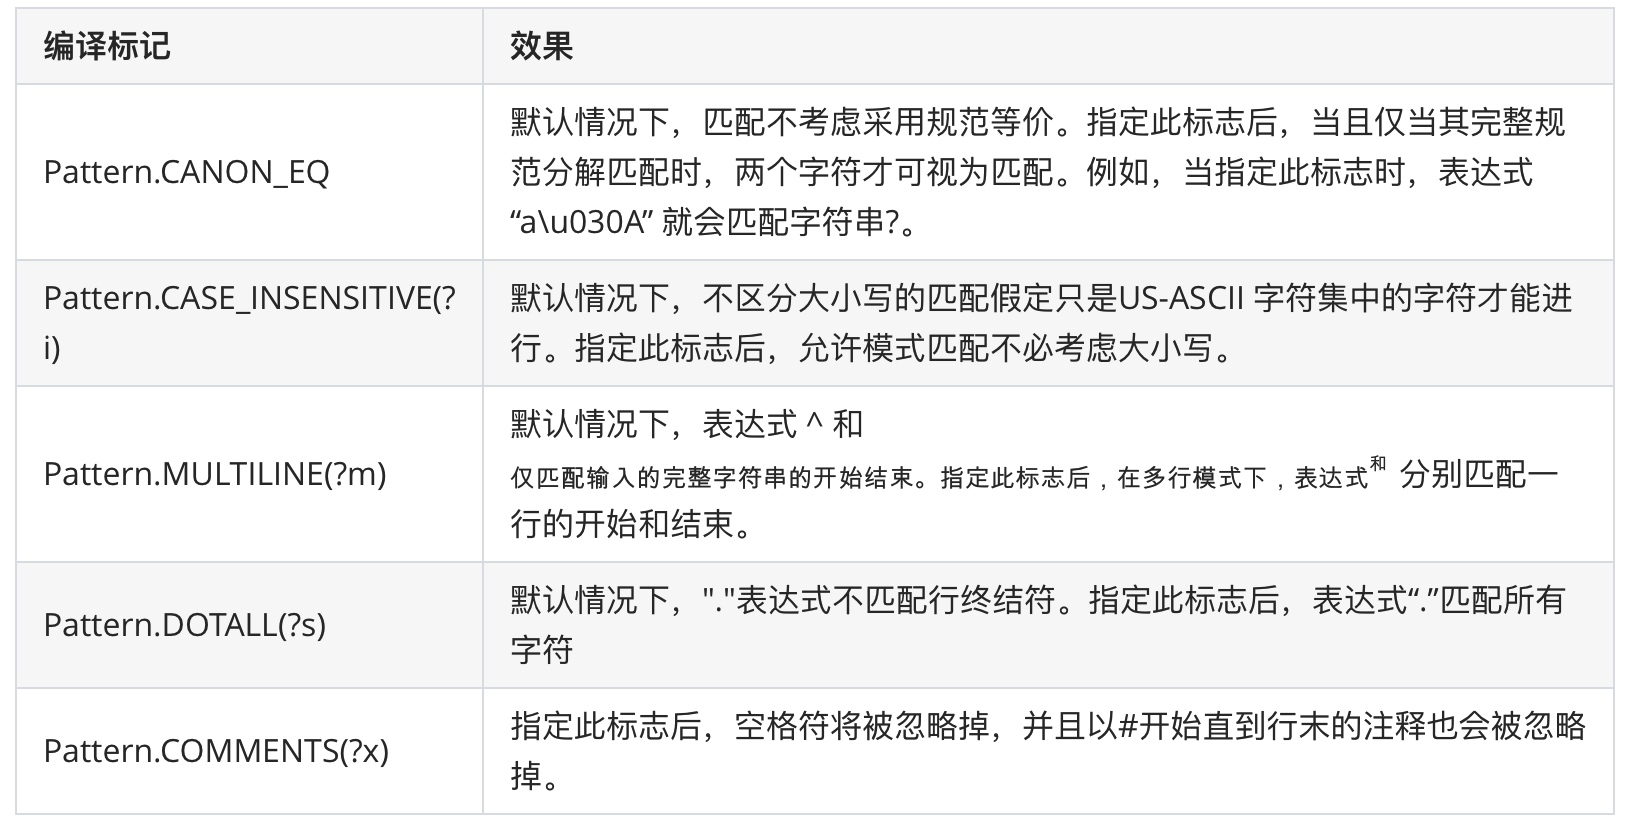 编译标记
效果
Pattern.CANON_EQ
默认情况下，匹配不考虑采用规范等价。指定此标志后，当且仅当其完整规
范分解匹配时，两个字符才可视为匹配。例如，当指定此标志时，表达式
“a\u030A” 就会匹配字符串?。
Pattern.CASE_INSENSITIVE(?
i)
默认情况下，不区分大小写的匹配假定只是US-ASCII 字符集中的字符才能进
行。指定此标志后，允许模式匹配不必考虑大小写。
Pattern.MULTILINE(?m)
默认情况下，表达式 ^ 和
仅匹配输入的完整字符串的开始结束。指定此标志后，在多行模式下，表达式和 分别匹配一
行的开始和结束。
Pattern.DOTALL(?s)
默认情况下，"."表达式不匹配行终结符。指定此标志后，表达式“.”匹配所有
字符
Pattern.COMMENTS(?x)
指定此标志后，空格符将被忽略掉，并且以#开始直到行末的注释也会被忽略
掉。